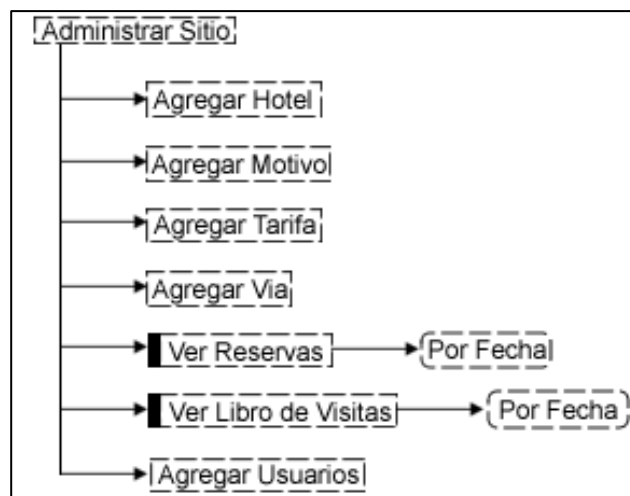 Administrar Sitio
Agregar Hotel
Agregar Motivo
Agregar Tarifa
Agregar Via
Ver Reservas Por Fecha
Ver Libro de Visitas Por Fecha
Agregar Usuarios